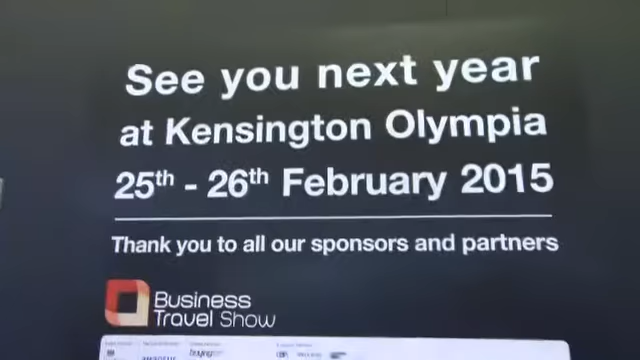 See you next year
at Kensington Olympia
25th - 26th February 2015
Thank you to all our sponsors and partners
Business
Travel Show